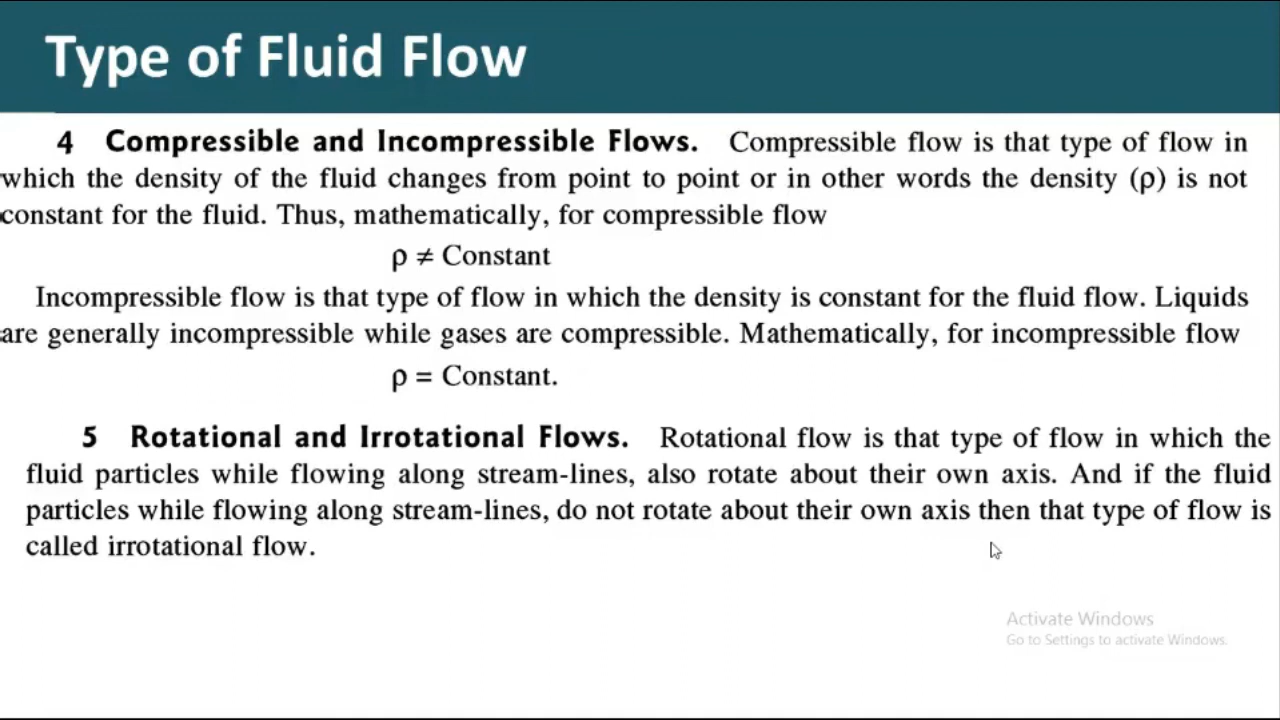 Type of Fluid Flow
4 Compressible and Incompressible Flows. Compressible flow is that type of flow in
which the density of the fluid changes from point to point or in other words the density (ρ) is not
constant for the fluid. Thus, mathematically, for compressible flow
ρ ≠ Constant
Incompressible flow is that type of flow in which the density is constant for the fluid flow. Liquids
are generally incompressible while gases are compressible. Mathematically, for incompressible flow
ρ = Constant.
5 Rotational and Irrotational Flows. Rotational flow is that type of flow in which the
fluid particles while flowing along stream-lines, also rotate about their own axis. And if the fluid
particles while flowing along stream-lines, do not rotate about their own axis then that type of flow is
called irrotational flow.
Activate Windows
Go to Settings to activate Windows.